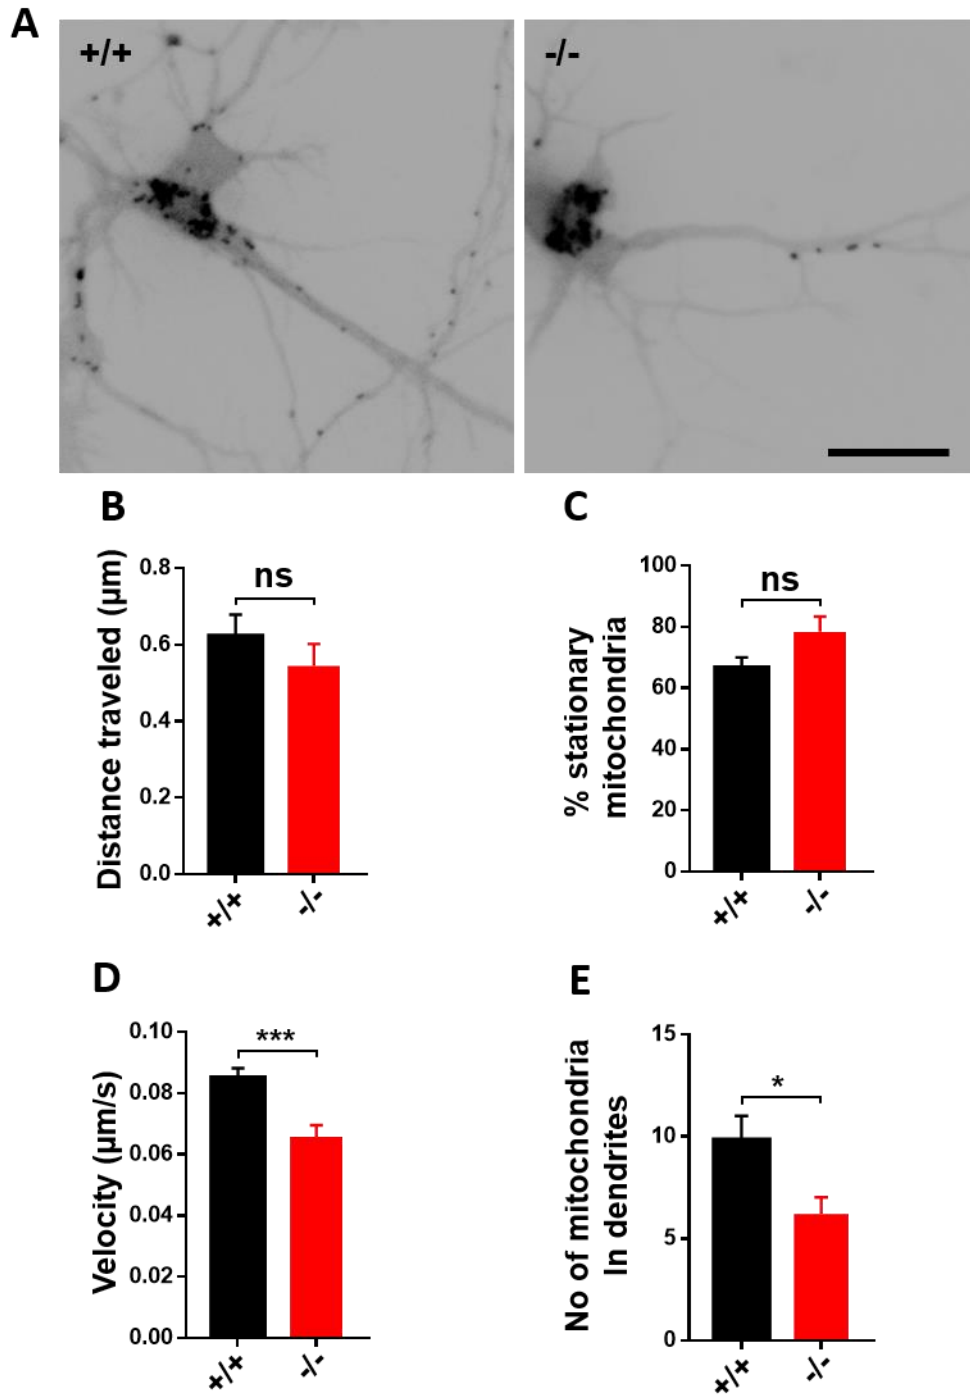 A
+/+
-/-
B
Distance traveled (µm)
0.8
0.6
0.4
0.2
0.0
ns
+/+
-/-
C
% stationary
mitochondria
100
80
60
40
20
0
ns
+/+
-/-
D
Velocity (µm/s)
0.10
0.08
0.06
0.04
0.02
0.00
***
+/+
-/-
E
No of mitochondria
In dendrites
15
10
5
0
*
+/+
-/-